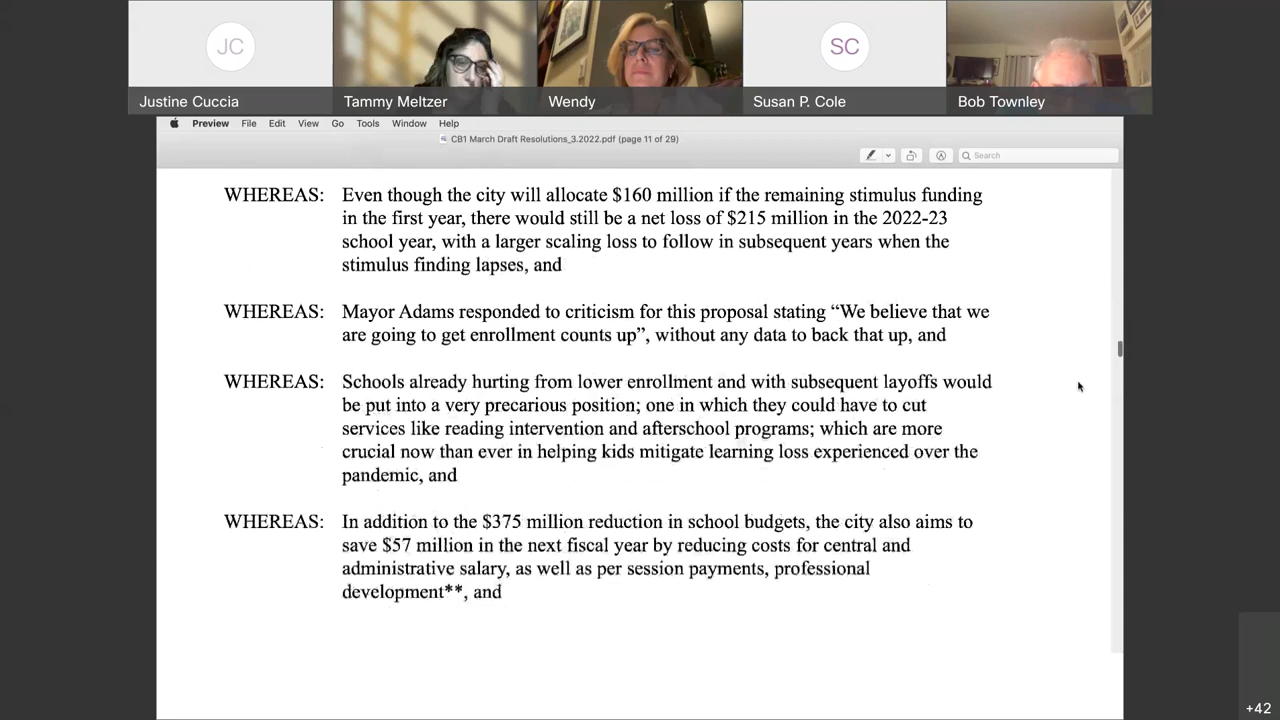 JC
SC
Justine Cuccia
Tammy Meltzer
Wendy
Susan P. Cole
Bob Townley
Preview File Edit View Go Tools Window Help
CB1 March Draft Resolutions_3.2022.pdf (page 11 of 29)
Search
WHEREAS: Even though the city will allocate $160 million if the remaining stimulus funding
in the first year, there would still be a net loss of $215 million in the 2022-23
school year, with a larger scaling loss to follow in subsequent years when the
stimulus finding lapses, and
WHEREAS: Mayor Adams responded to criticism for this proposal stating “We believe that we
are going to get enrollment counts up”, without any data to back that up, and
WHEREAS: Schools already hurting from lower enrollment and with subsequent layoffs would
be put into a very precarious position; one in which they could have to cut
services like reading intervention and afterschool programs; which are more
crucial now than ever in helping kids mitigate learning loss experienced over the
pandemic, and
WHEREAS: In addition to the $375 million reduction in school budgets, the city also aims to
save $57 million in the next fiscal year by reducing costs for central and
administrative salary, as well as per session payments, professional
development**, and
+42